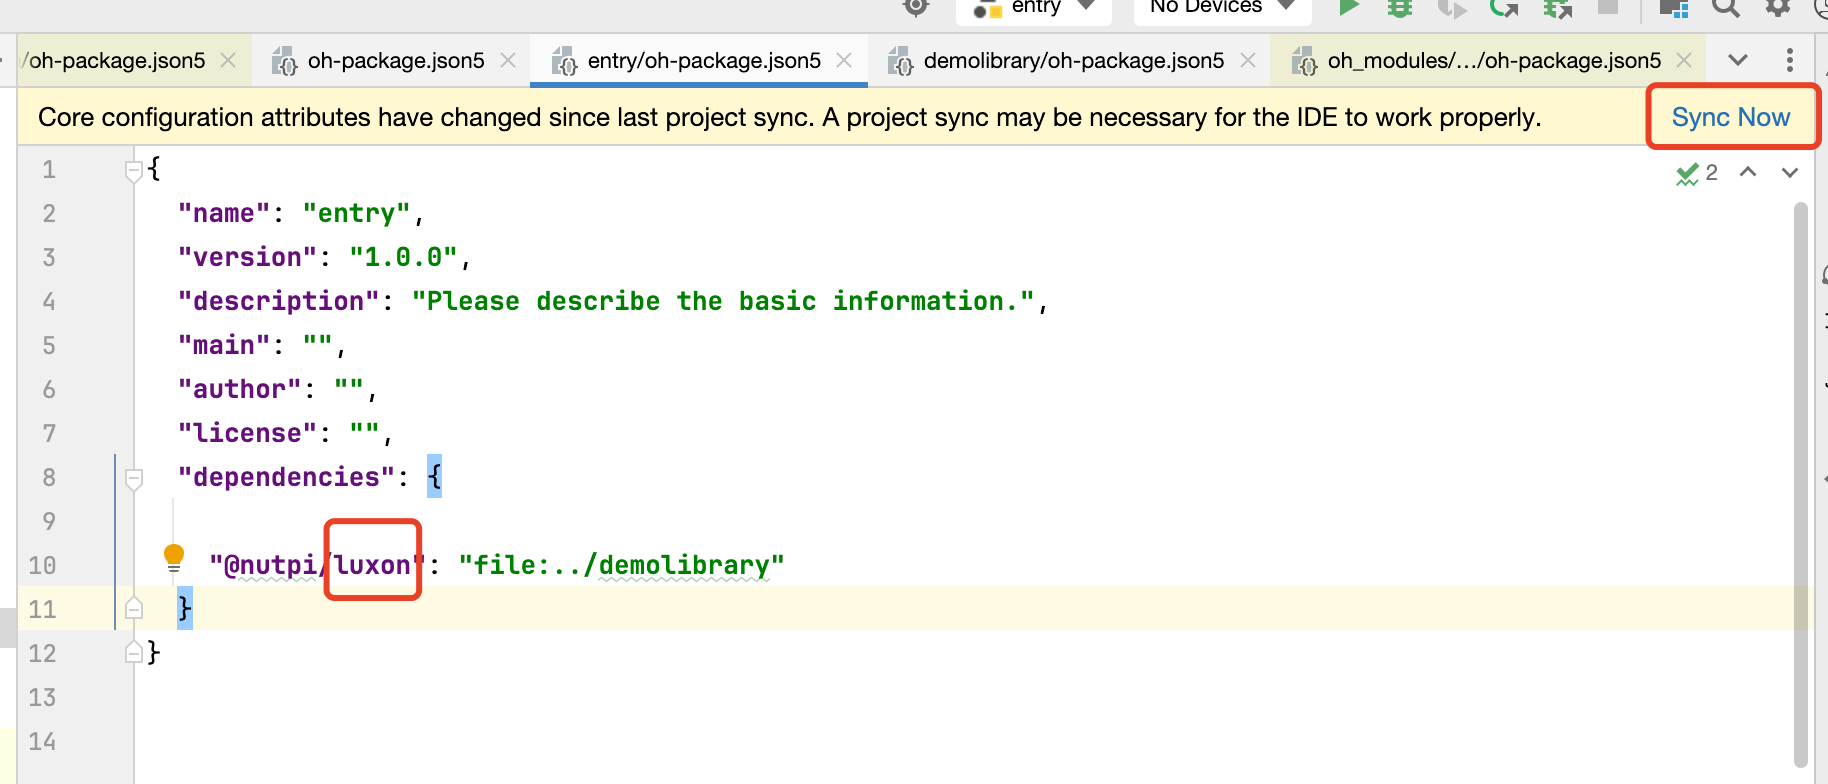 entry
No Devices
/oh-package.json5
oh-package.json5
entry/oh-package.json5
demolibrary/oh-package.json5
oh_modules/.../oh-package.json5
Core configuration attributes have changed since last project sync. A project sync may be necessary for the IDE to work properly.
Sync Now
2
1 {
2 "name": "entry",
3 "version": "1.0.0",
4 "description": "Please describe the basic information.",
5 "main": "",
6 "author": "",
7 "license": "",
8 "dependencies": {
9
10 "@nutpi/luxon": "file:../demolibrary"
11 }
12 }
13
14